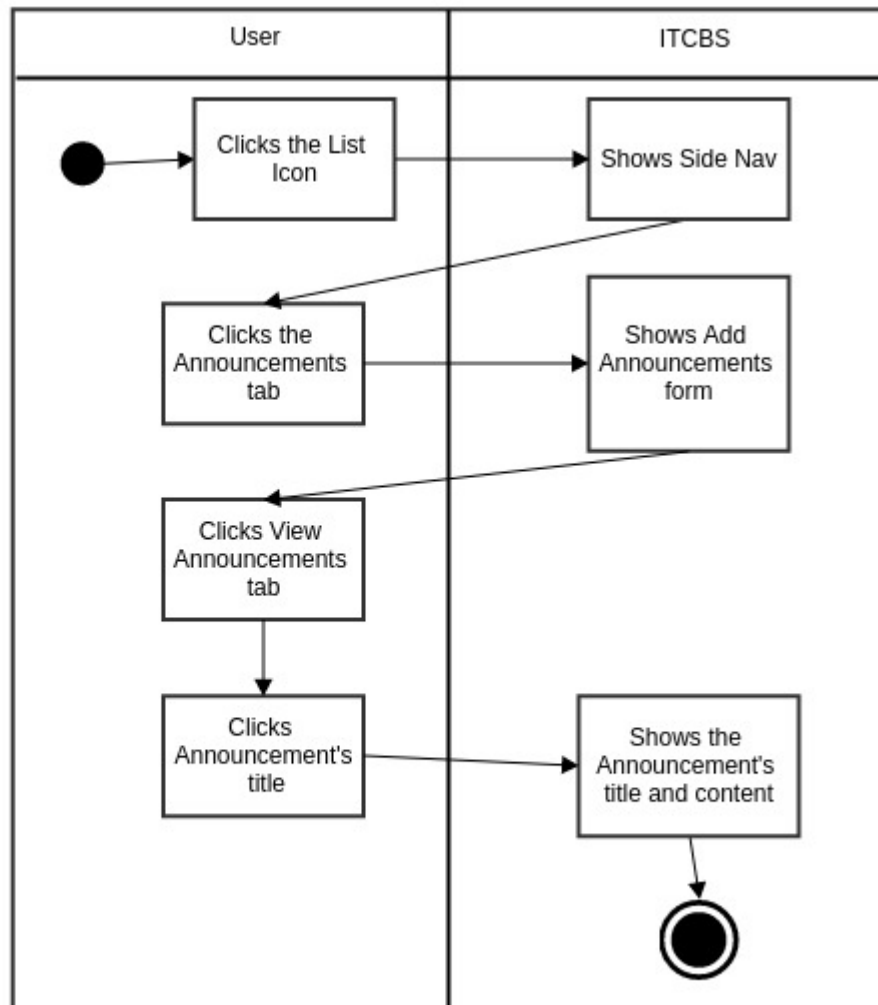 User
ITCBS
Clicks the List
Icon
Shows Side Nav
Clicks the
Announcements
tab
Shows Add
Announcements
form
Clicks View
Announcements
tab
Clicks
Announcement's
title
Shows the
Announcement's
title and content